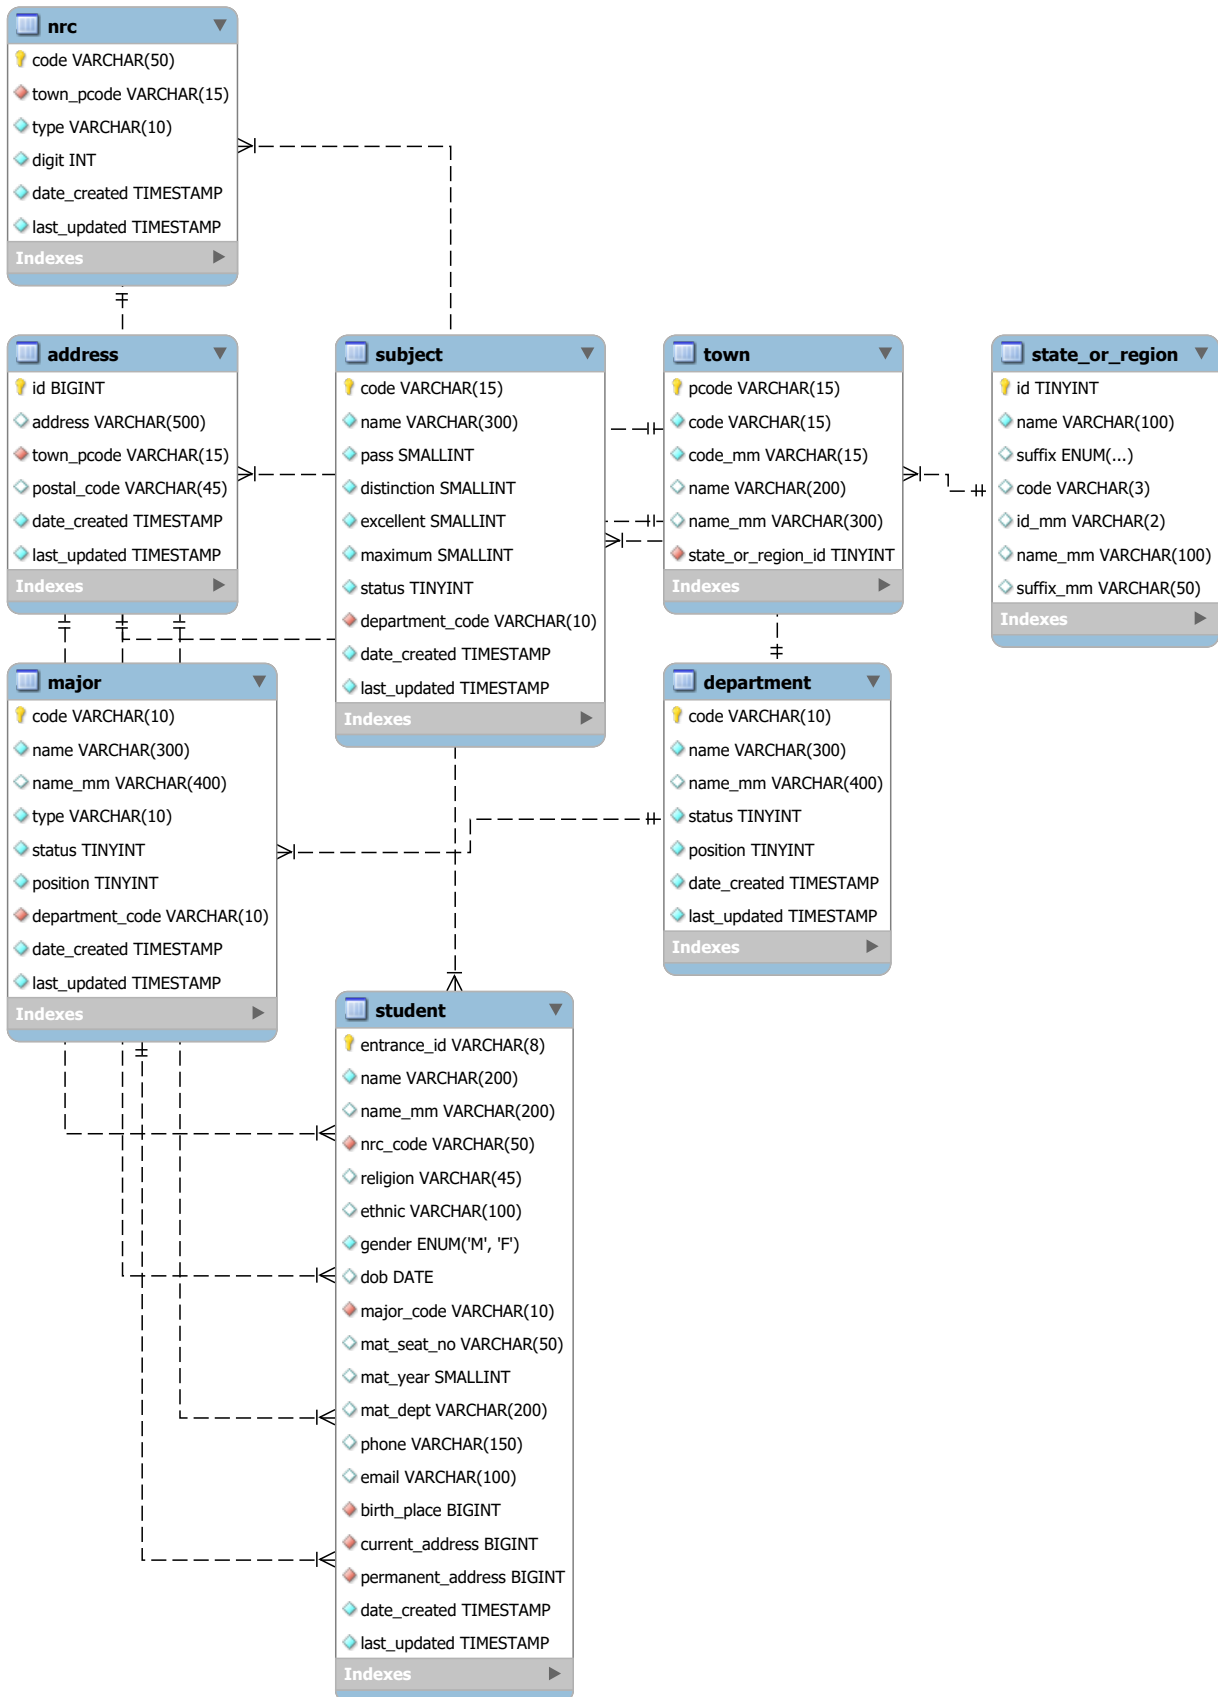 nrc
code VARCHAR(50)
town_pcode VARCHAR(15)
type VARCHAR(10)
digit INT
date_created TIMESTAMP
last_updated TIMESTAMP
Indexes
address
id BIGINT
address VARCHAR(500)
town_pcode VARCHAR(15)
postal_code VARCHAR(45)
date_created TIMESTAMP
last_updated TIMESTAMP
Indexes
subject
code VARCHAR(15)
name VARCHAR(300)
pass SMALLINT
distinction SMALLINT
excellent SMALLINT
maximum SMALLINT
status TINYINT
department_code VARCHAR(10)
date_created TIMESTAMP
last_updated TIMESTAMP
Indexes
town
pcode VARCHAR(15)
code VARCHAR(15)
code_mm VARCHAR(15)
name VARCHAR(200)
name_mm VARCHAR(300)
state_or_region_id TINYINT
Indexes
state_or_region
id TINYINT
name VARCHAR(100)
suffix ENUM(...)
code VARCHAR(3)
id_mm VARCHAR(2)
name_mm VARCHAR(100)
suffix_mm VARCHAR(50)
Indexes
major
code VARCHAR(10)
name VARCHAR(300)
name_mm VARCHAR(400)
type VARCHAR(10)
status TINYINT
position TINYINT
department_code VARCHAR(10)
date_created TIMESTAMP
last_updated TIMESTAMP
Indexes
department
code VARCHAR(10)
name VARCHAR(300)
name_mm VARCHAR(400)
status TINYINT
position TINYINT
date_created TIMESTAMP
last_updated TIMESTAMP
Indexes
student
entrance_id VARCHAR(8)
name VARCHAR(200)
name_mm VARCHAR(200)
nrc_code VARCHAR(50)
religion VARCHAR(45)
ethnic VARCHAR(100)
gender ENUM('M', 'F')
dob DATE
major_code VARCHAR(10)
mat_seat_no VARCHAR(50)
mat_year SMALLINT
mat_dept VARCHAR(200)
phone VARCHAR(150)
email VARCHAR(100)
birth_place BIGINT
current_address BIGINT
permanent_address BIGINT
date_created TIMESTAMP
last_updated TIMESTAMP
Indexes